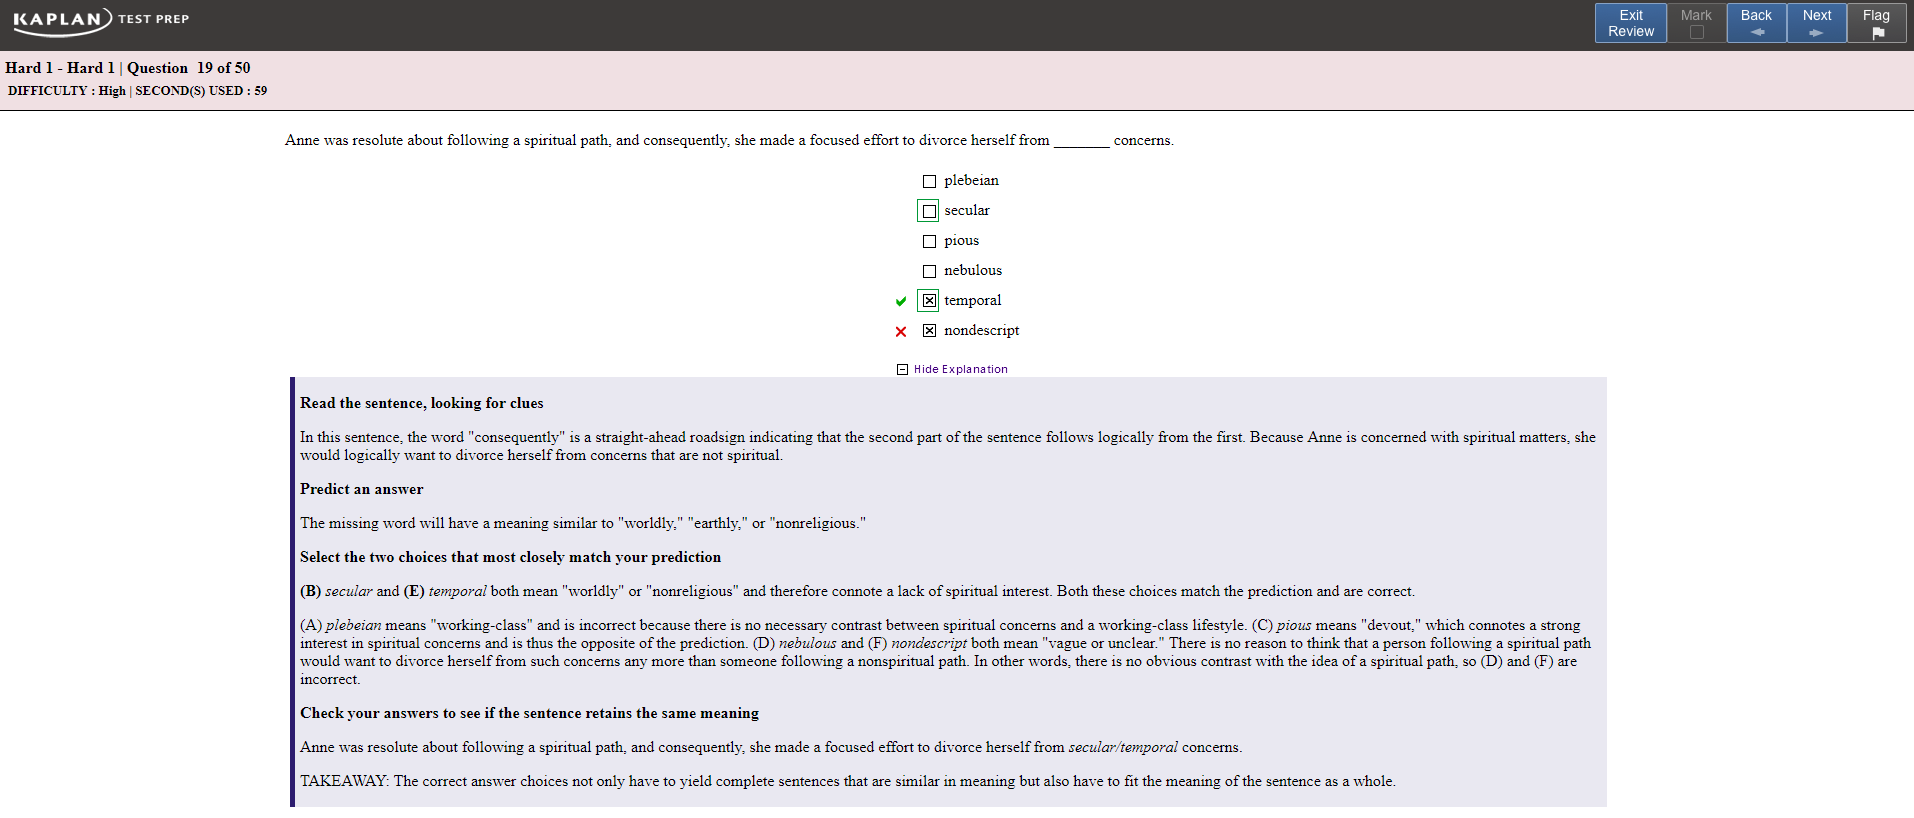 KAPLAN TEST PREP
Exit Review
Mark
Back
Next
Flag
Hard 1 - Hard 1 | Question 19 of 50
DIFFICULTY : High | SECOND(S) USED : 59
Anne was resolute about following a spiritual path, and consequently, she made a focused effort to divorce herself from _______ concerns.
plebeian
secular
pious
nebulous
temporal
nondescript
Hide Explanation
Read the sentence, looking for clues
In this sentence, the word "consequently" is a straight-ahead roadsign indicating that the second part of the sentence follows logically from the first. Because Anne is concerned with spiritual matters, she
would logically want to divorce herself from concerns that are not spiritual.
Predict an answer
The missing word will have a meaning similar to "worldly," "earthly," or "nonreligious."
Select the two choices that most closely match your prediction
(B) secular and (E) temporal both mean "worldly" or "nonreligious" and therefore connote a lack of spiritual interest. Both these choices match the prediction and are correct.
(A) plebeian means "working-class" and is incorrect because there is no necessary contrast between spiritual concerns and a working-class lifestyle. (C) pious means "devout," which connotes a strong
interest in spiritual concerns and is thus the opposite of the prediction. (D) nebulous and (F) nondescript both mean "vague or unclear." There is no reason to think that a person following a spiritual path
would want to divorce herself from such concerns any more than someone following a nonspiritual path. In other words, there is no obvious contrast with the idea of a spiritual path, so (D) and (F) are
incorrect.
Check your answers to see if the sentence retains the same meaning
Anne was resolute about following a spiritual path, and consequently, she made a focused effort to divorce herself from secular/temporal concerns.
TAKEAWAY: The correct answer choices not only have to yield complete sentences that are similar in meaning but also have to fit the meaning of the sentence as a whole.